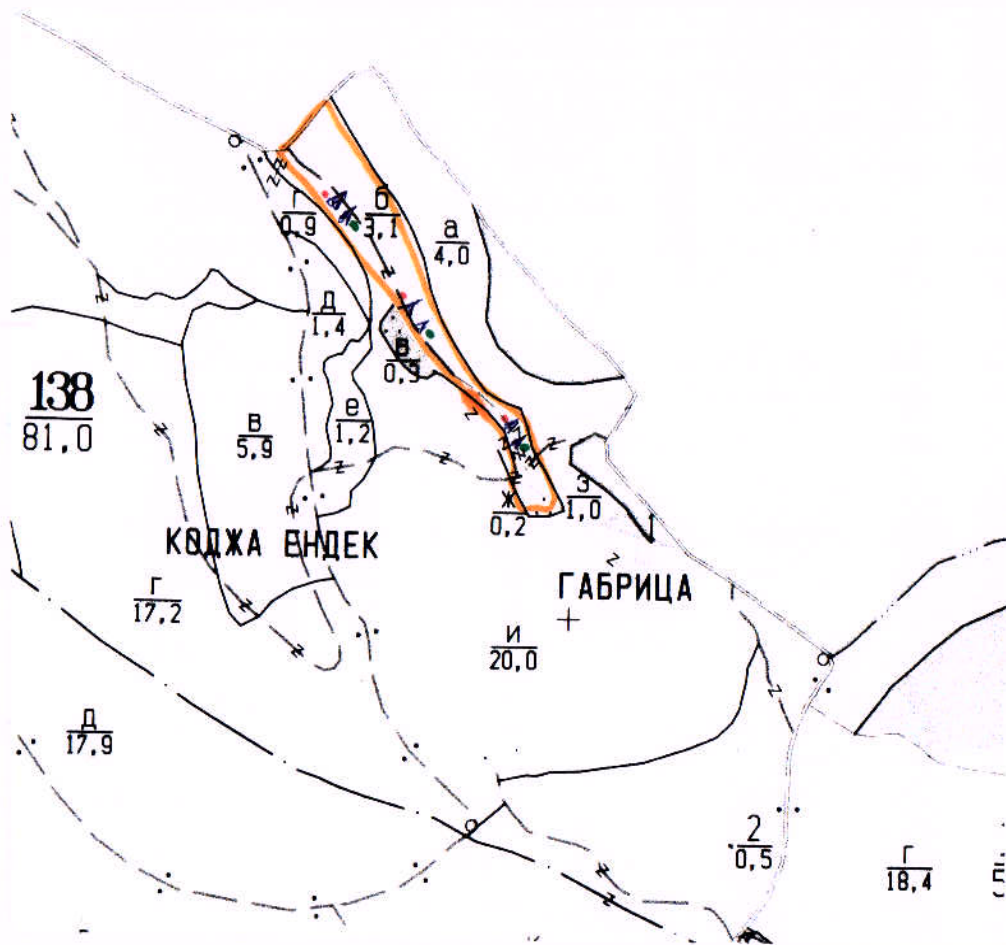 Г
0,9
б
3,1
а
4,0
Д
1,4
В
0,3
138
81,0
В
5,9
е
1,2
Ж
0,2
З
1,0
КОДЖА ЕНДЕК
ГАБРИЦА
Г
17,2
И
20,0
Д
17,9
2
0,5
Г
18,4